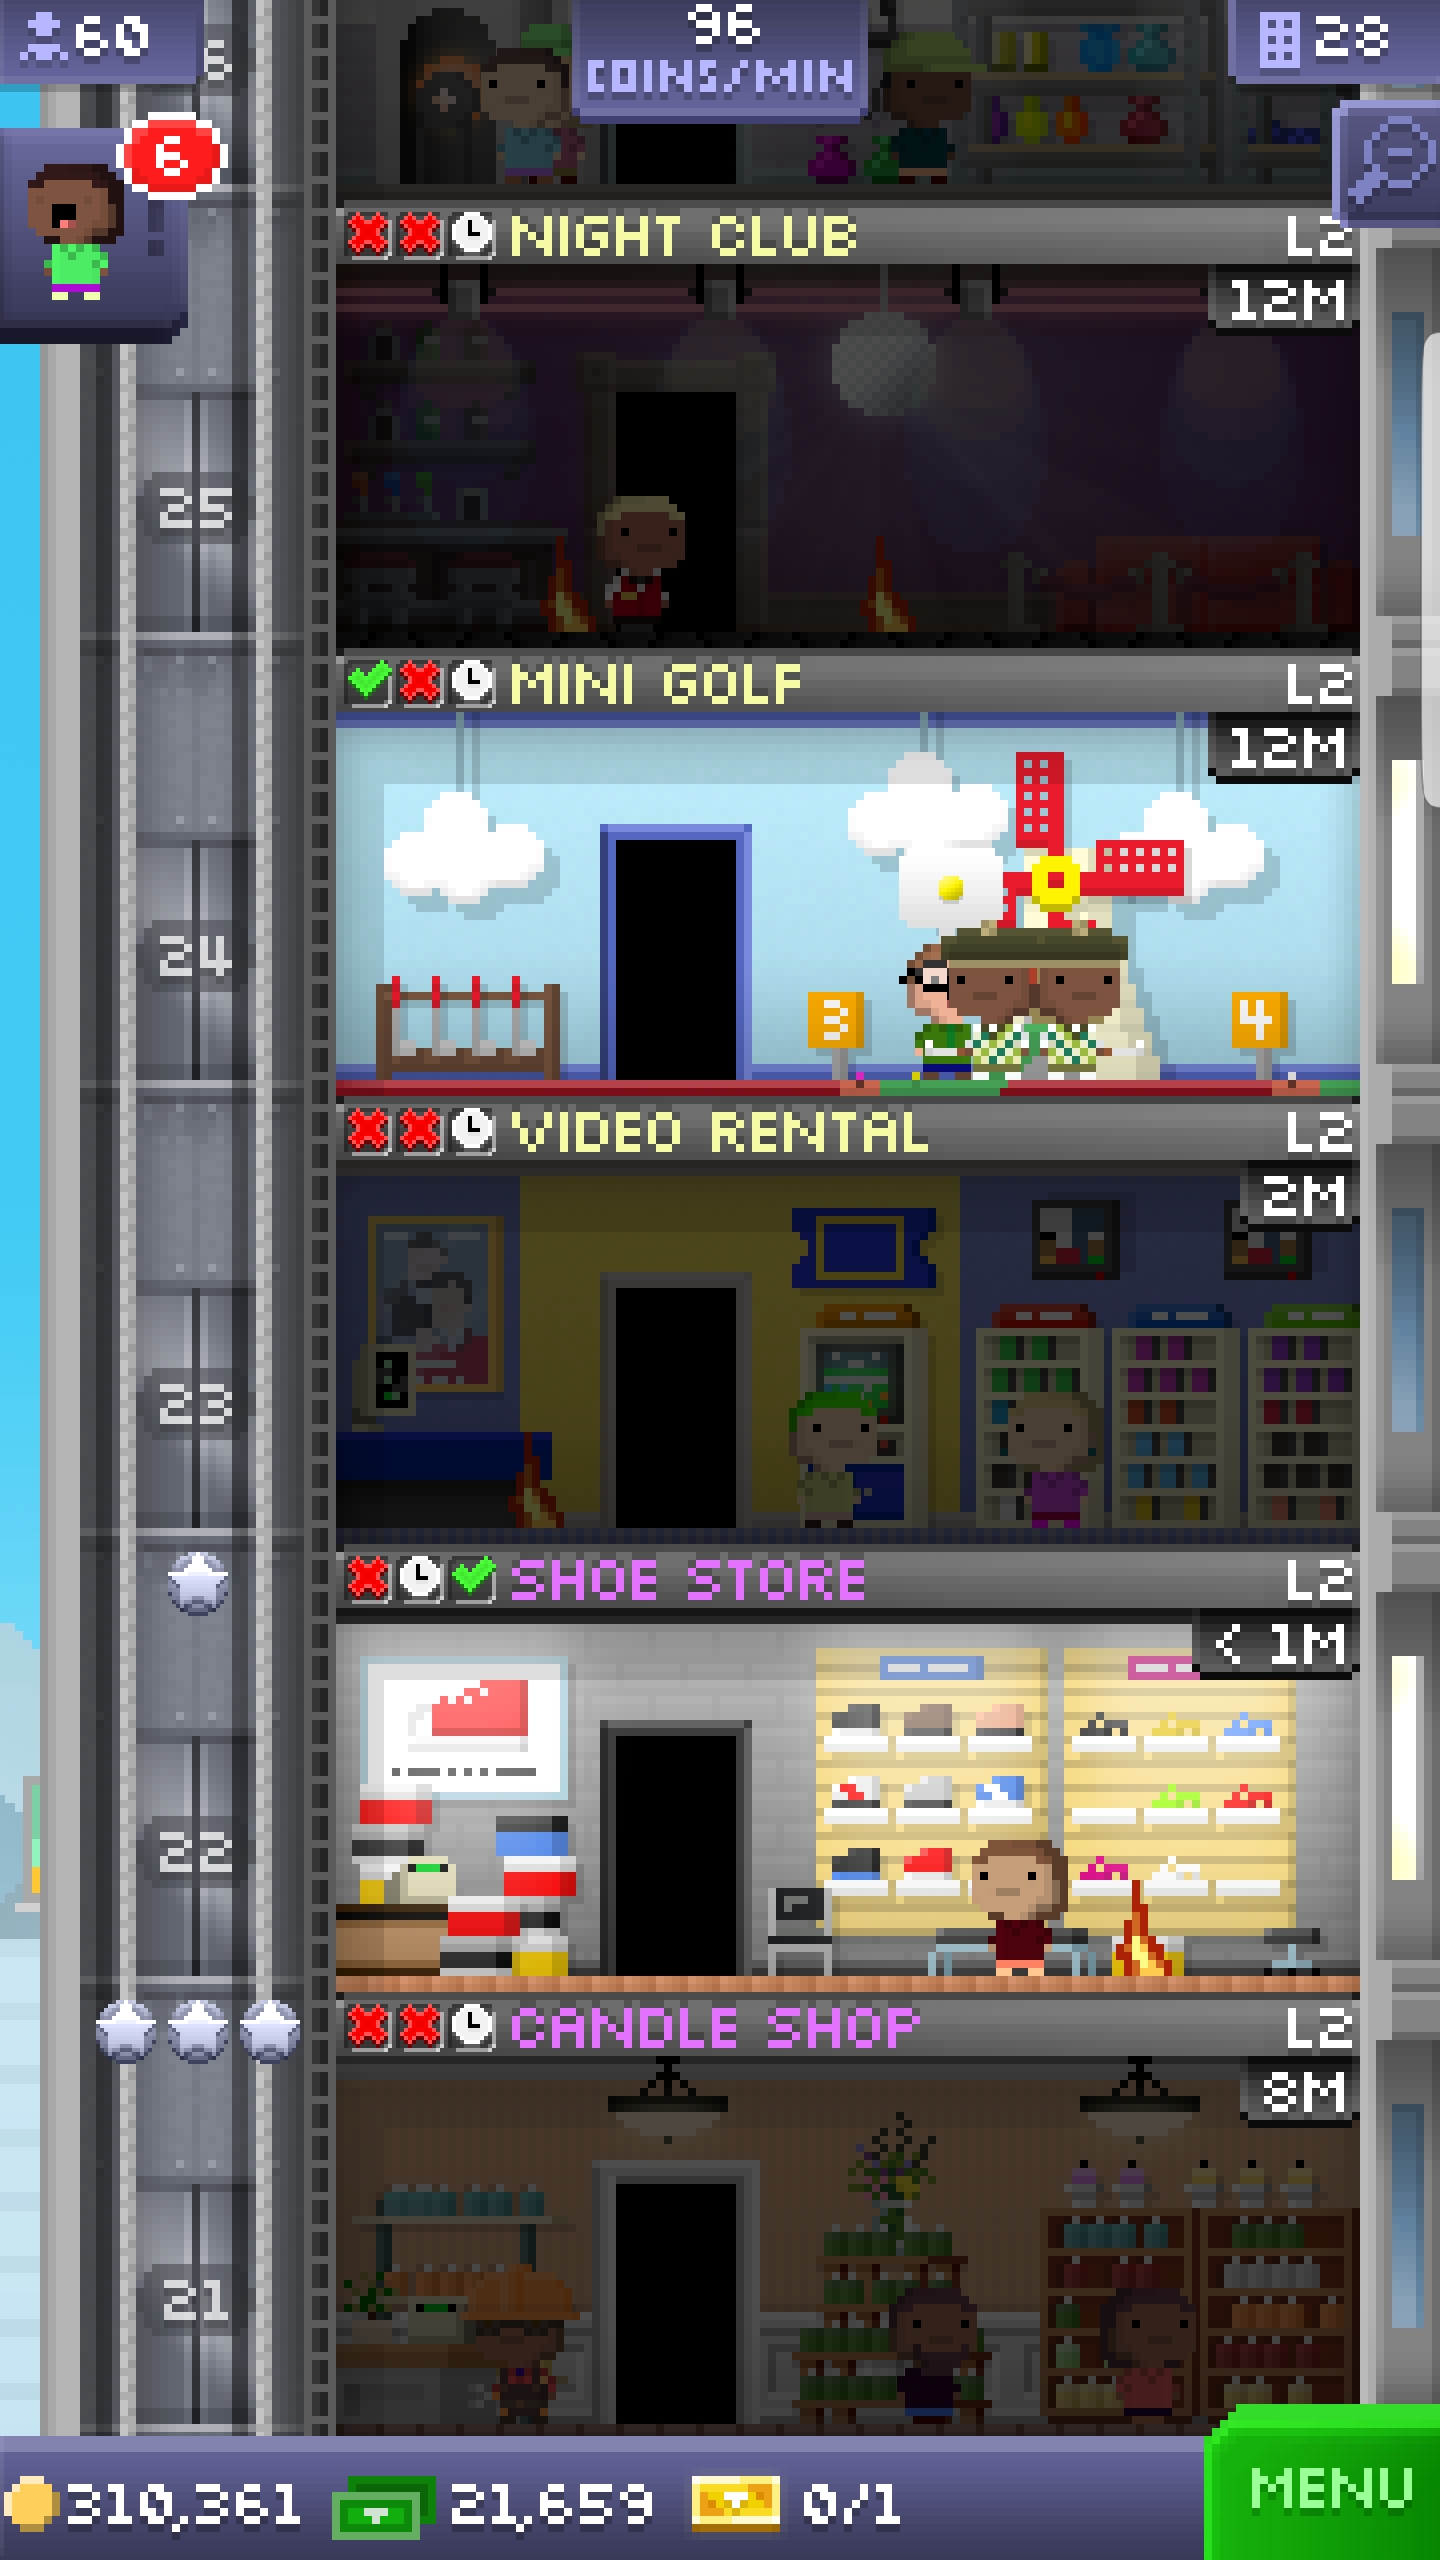 60
96
COINS/MIN
28
6
NIGHT CLUB L2
12M
25
MINI GOLF L2
12M
24
3
4
VIDEO RENTAL L2
2M
23
SHOE STORE L2
< 1M
22
CANDLE SHOP L2
8M
21
310,361 21,659 0/1
MENU